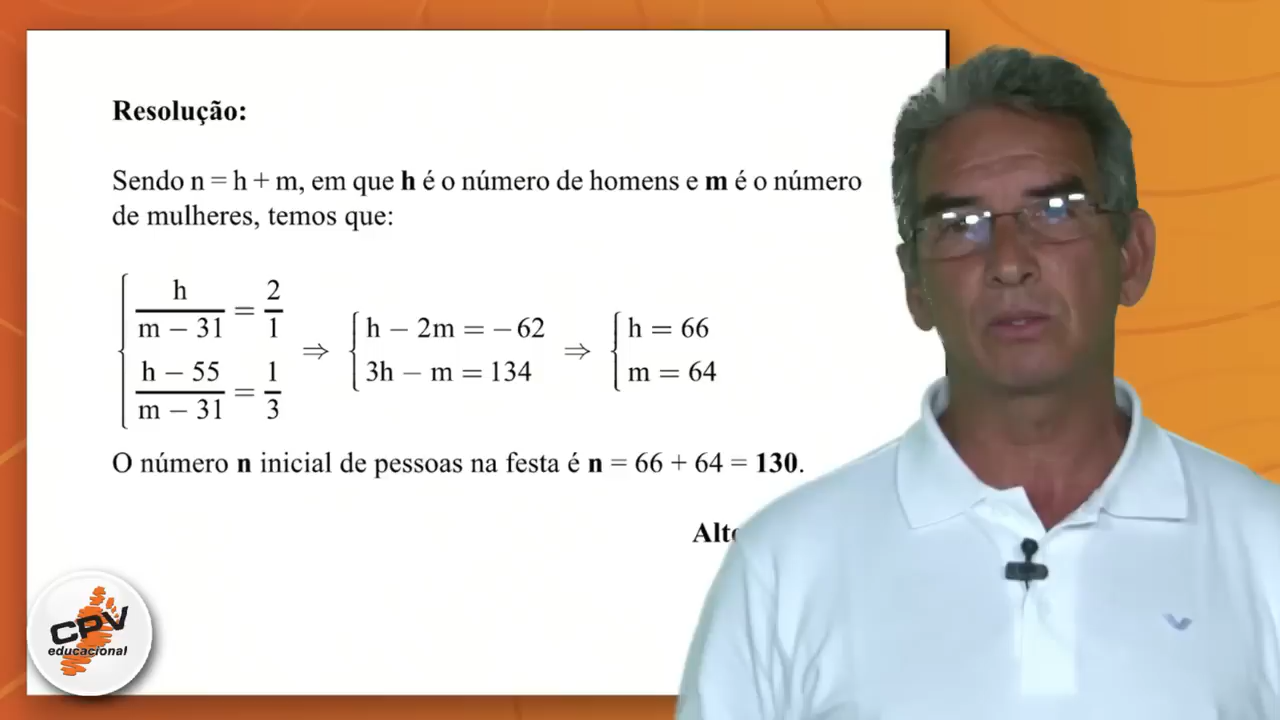 Resolução:
Sendo n = h + m, em que h é o número de homens e m é o número
de mulheres, temos que:
{ h / (m − 31) = 2/1 ; (h − 55) / (m − 31) = 1/3 ⇒ { h − 2m = −62 ; 3h − m = 134 ⇒ { h = 66 ; m = 64
O número n inicial de pessoas na festa é n = 66 + 64 = 130.
CPV
educacional